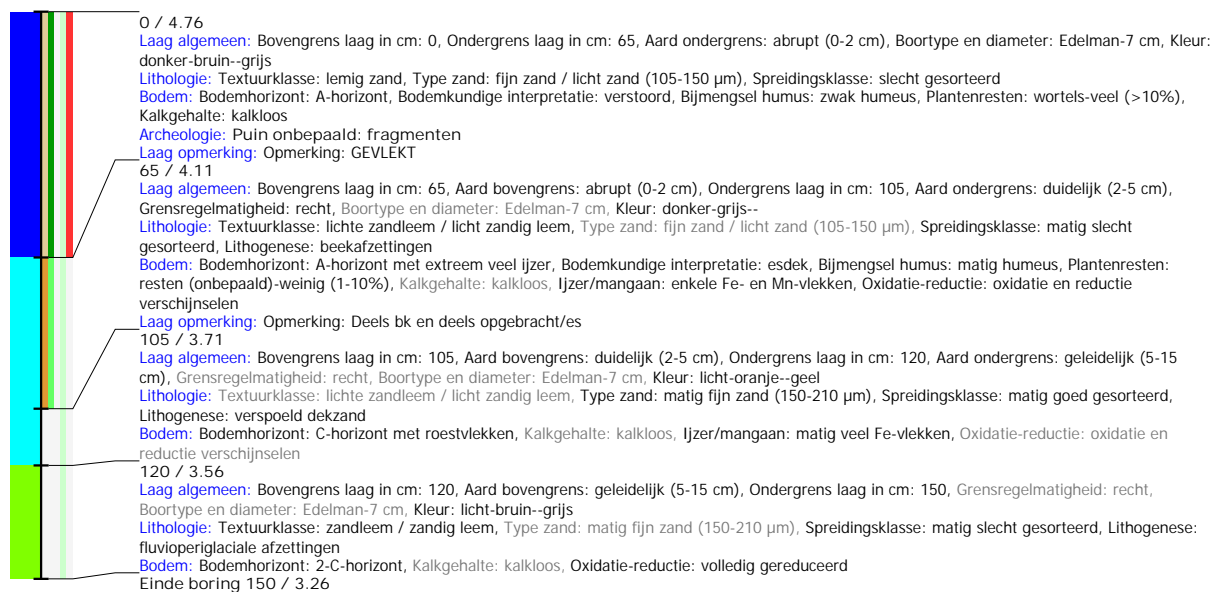 0 / 4.76
Laag algemeen: Bovengrens laag in cm: 0, Ondergrens laag in cm: 65, Aard ondergrens: abrupt (0-2 cm), Boortype en diameter: Edelman-7 cm, Kleur:
donker-bruin--grijs
Lithologie: Textuurklasse: lemig zand, Type zand: fijn zand / licht zand (105-150 µm), Spreidingsklasse: slecht gesorteerd
Bodem: Bodemhorizont: A-horizont, Bodemkundige interpretatie: verstoord, Bijmengsel humus: zwak humeus, Plantenresten: wortels-veel (>10%),
Kalkgehalte: kalkloos
Archeologie: Puin onbepaald: fragmenten
Laag opmerking: Opmerking: GEVLEKT
65 / 4.11
Laag algemeen: Bovengrens laag in cm: 65, Aard bovengrens: abrupt (0-2 cm), Ondergrens laag in cm: 105, Aard ondergrens: duidelijk (2-5 cm),
Grensregelmatigheid: recht, Boortype en diameter: Edelman-7 cm, Kleur: donker-grijs--
Lithologie: Textuurklasse: lichte zandleem / licht zandig leem, Type zand: fijn zand / licht zand (105-150 µm), Spreidingsklasse: matig slecht
gesorteerd, Lithogenese: beekafzettingen
Bodem: Bodemhorizont: A-horizont met extreem veel ijzer, Bodemkundige interpretatie: esdek, Bijmengsel humus: matig humeus, Plantenresten:
resten (onbepaald)-weinig (1-10%), Kalkgehalte: kalkloos, Ijzer/mangaan: enkele Fe- en Mn-vlekken, Oxidatie-reductie: oxidatie en reductie
verschijnselen
Laag opmerking: Opmerking: Deels bk en deels opgebracht/es
105 / 3.71
Laag algemeen: Bovengrens laag in cm: 105, Aard bovengrens: duidelijk (2-5 cm), Ondergrens laag in cm: 120, Aard ondergrens: geleidelijk (5-15
cm), Grensregelmatigheid: recht, Boortype en diameter: Edelman-7 cm, Kleur: licht-oranje--geel
Lithologie: Textuurklasse: lichte zandleem / licht zandig leem, Type zand: matig fijn zand (150-210 µm), Spreidingsklasse: matig goed gesorteerd,
Lithogenese: verspoeld dekzand
Bodem: Bodemhorizont: C-horizont met roestvlekken, Kalkgehalte: kalkloos, Ijzer/mangaan: matig veel Fe-vlekken, Oxidatie-reductie: oxidatie en
reductie verschijnselen
120 / 3.56
Laag algemeen: Bovengrens laag in cm: 120, Aard bovengrens: geleidelijk (5-15 cm), Ondergrens laag in cm: 150, Grensregelmatigheid: recht,
Boortype en diameter: Edelman-7 cm, Kleur: licht-bruin--grijs
Lithologie: Textuurklasse: zandleem / zandig leem, Type zand: matig fijn zand (150-210 µm), Spreidingsklasse: matig slecht gesorteerd, Lithogenese:
fluvioperiglaciale afzettingen
Bodem: Bodemhorizont: 2-C-horizont, Kalkgehalte: kalkloos, Oxidatie-reductie: volledig gereduceerd
Einde boring 150 / 3.26